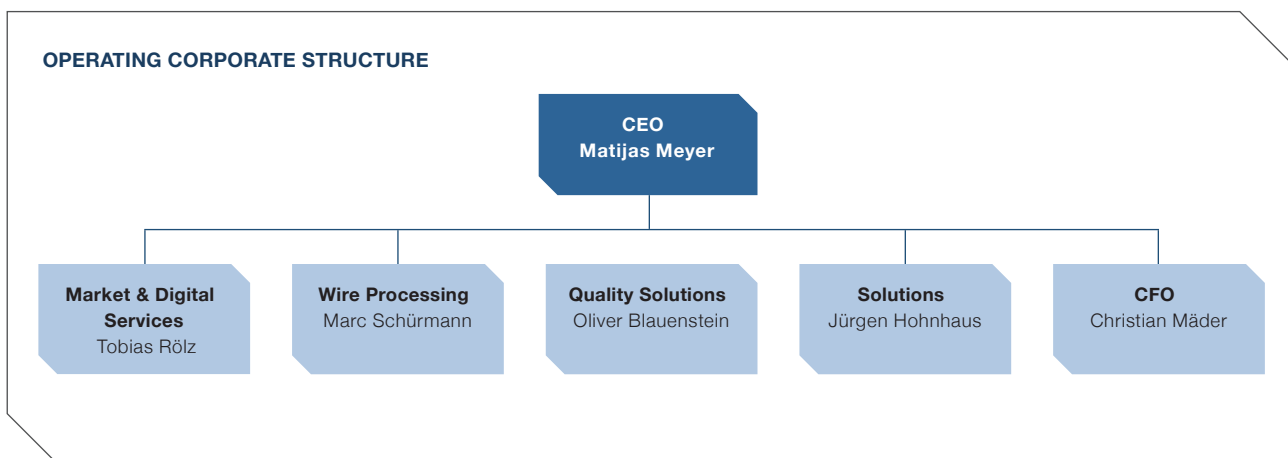 OPERATING CORPORATE STRUCTURE
CEO
Matijas Meyer
Market & Digital
Services
Tobias Rölz
Wire Processing
Marc Schürmann
Quality Solutions
Oliver Blauenstein
Solutions
Jürgen Hohnhaus
CFO
Christian Mäder